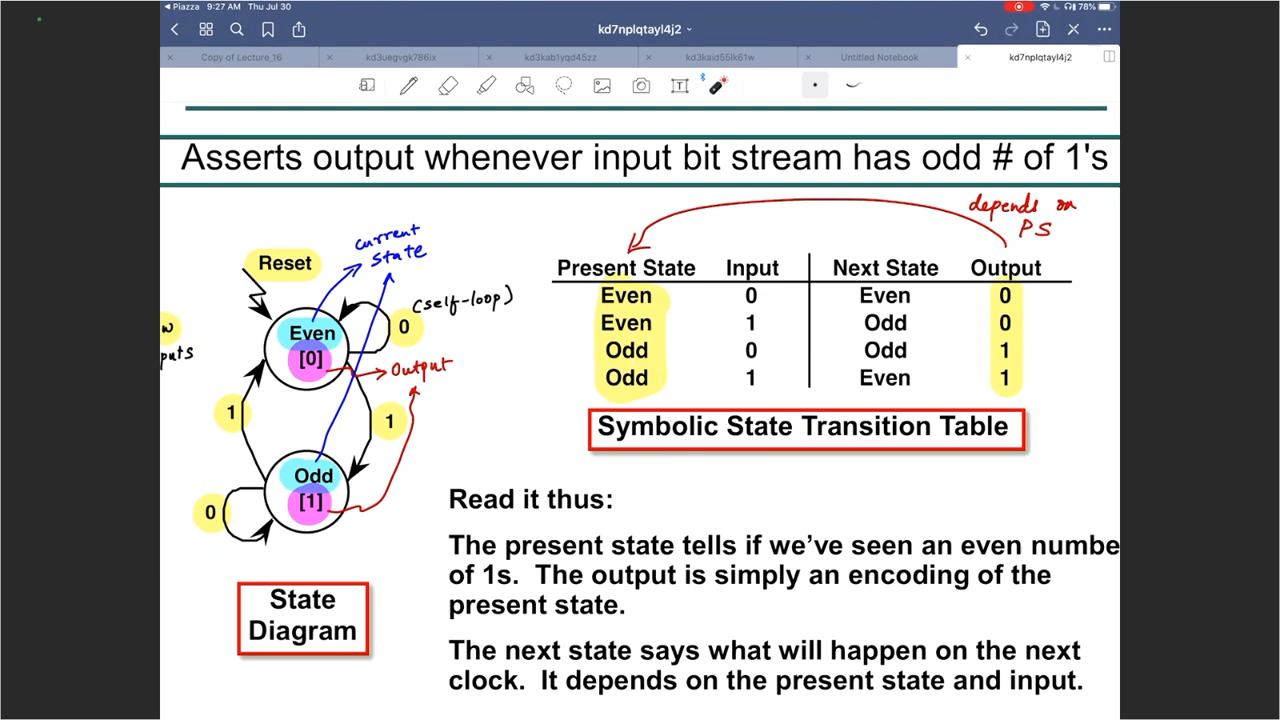 Piazza 9:27 AM Thu Jul 30
78%
kd7nplqtayl4j2
Copy of Lecture_16
kd3uegvgk786ix
kd3kab1yqd45zz
kd3kaid55lk61w
Untitled Notebook
kd7nplqtayl4j2
Asserts output whenever input bit stream has odd # of 1's
depends on
PS
current
state
Reset
(self-loop)
Even
[0]
0
Output
1
1
Odd
[1]
0
w
puts
State
Diagram
Present State Input Next State Output
Even 0 Even 0
Even 1 Odd 0
Odd 0 Odd 1
Odd 1 Even 1
Symbolic State Transition Table
Read it thus:
The present state tells if we've seen an even numbe
of 1s. The output is simply an encoding of the
present state.
The next state says what will happen on the next
clock. It depends on the present state and input.